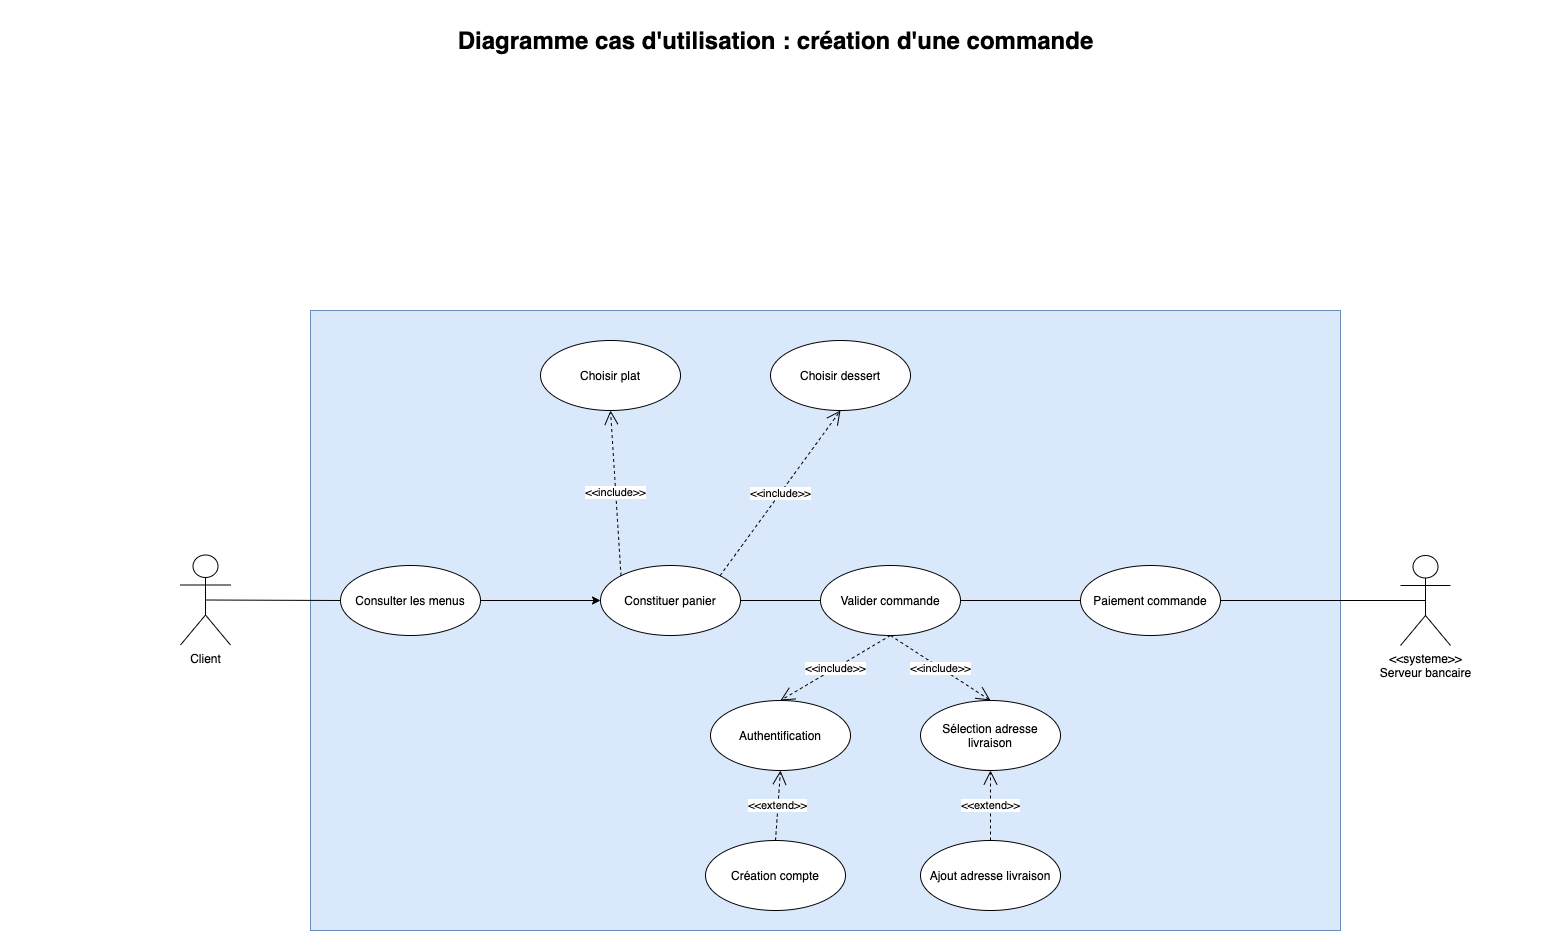 Diagramme cas d'utilisation : création d'une commande
Choisir plat
Choisir dessert
<<include>>
<<include>>
Consulter les menus
Constituer panier
Valider commande
Paiement commande
Client
<<systeme>>
Serveur bancaire
<<include>>
<<include>>
Authentification
Sélection adresse
livraison
<<extend>>
<<extend>>
Création compte
Ajout adresse livraison